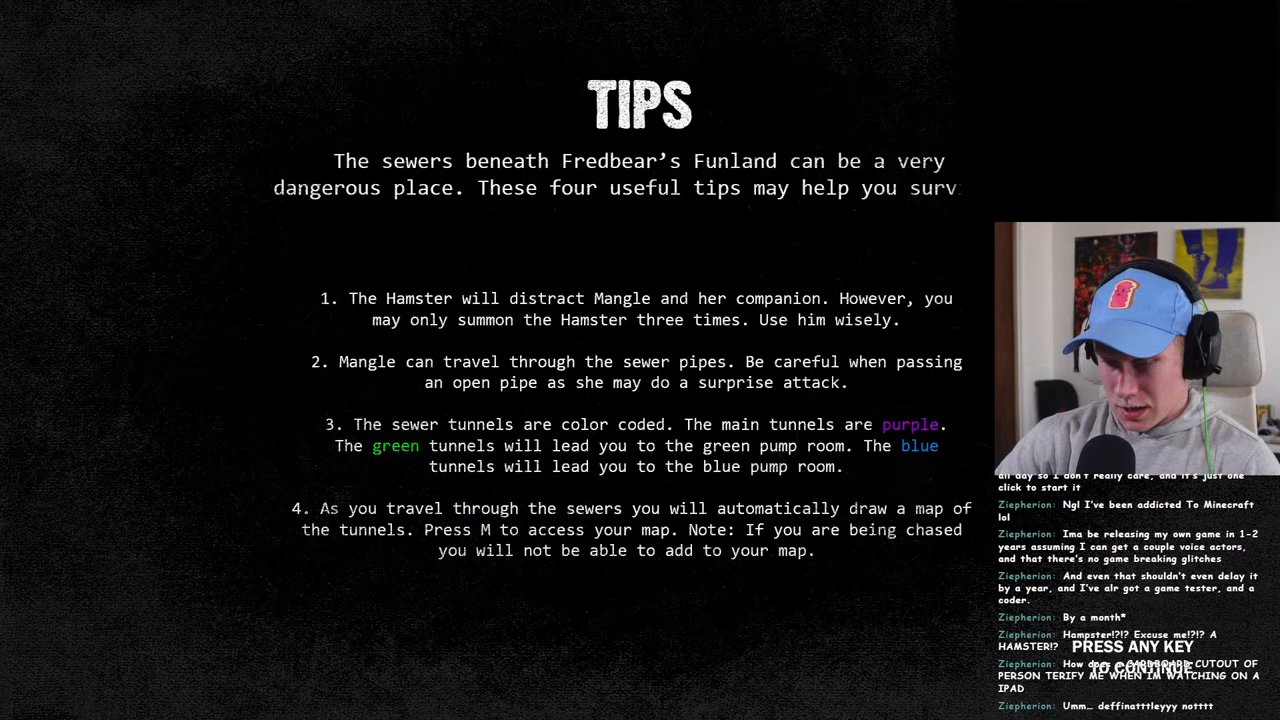 TIPS
The sewers beneath Fredbear’s Funland can be a very
dangerous place. These four useful tips may help you
1. The Hamster will distract Mangle and her companion. However, you
may only summon the Hamster three times. Use him wisely.
2. Mangle can travel through the sewer pipes. Be careful when passing
an open pipe as she may do a surprise attack.
3. The sewer tunnels are color coded. The main tunnels are purple.
The green tunnels will lead you to the green pump room. The blue
tunnels will lead you to the blue pump room.
4. As you travel through the sewers you will automatically draw a map of
the tunnels. Press M to access your map. Note: If you are being chased
you will not be able to add to your map.
all day so I don't really care, and it's just one
click to start it
Ziepherion: Ngl I've been addicted To Minecraft
lol
Ziepherion: Ima be releasing my own game in 1-2
years assuming I can get a couple voice actors,
and that there's no game breaking glitches
Ziepherion: And even that shouldn't even delay it
by a year, and I've alr got a game tester, and a
coder.
Ziepherion: By a month*
Ziepherion: Hampster!?!? Excuse me!?!? A
HAMSTER!?
PRESS ANY KEY
TO CONTINUE
Ziepherion: How does a CARDBOARD CUTOUT OF
PERSON TERIFY ME WHEN IM WATCHING ON A
IPAD
Ziepherion: Umm... deffinatttleyyy notttt